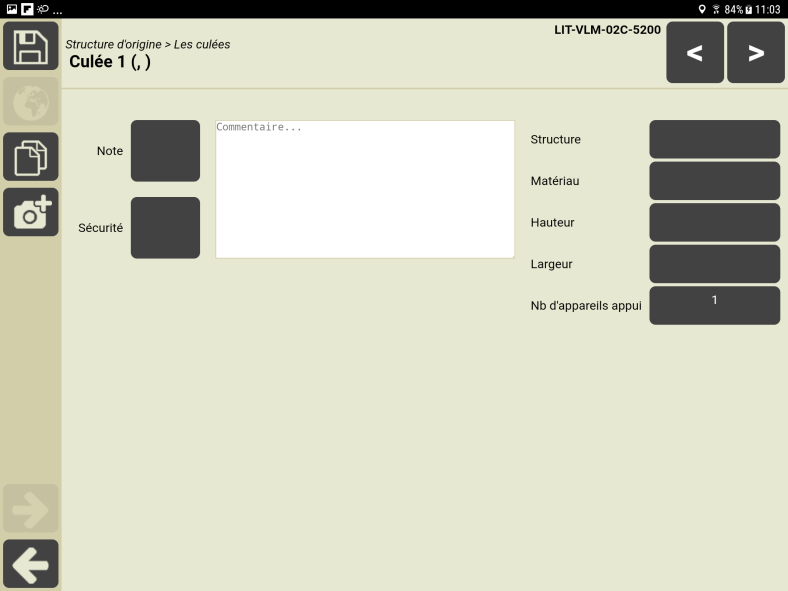 ... 84% 11:03
LIT-VLM-02C-5200
Structure d'origine > Les culées
Culée 1 (, )
< >
Note
Commentaire...
Sécurité
Structure
Matériau
Hauteur
Largeur
Nb d'appareils appui 1